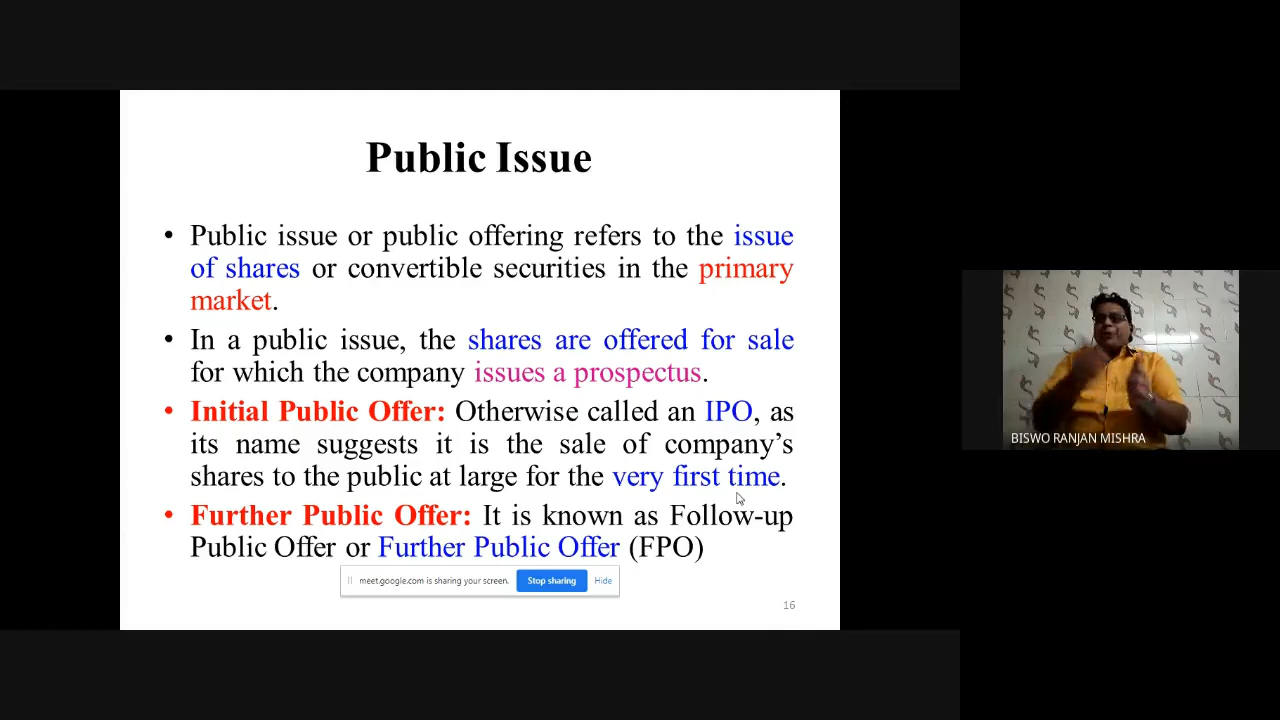 Public Issue
• Public issue or public offering refers to the issue
of shares or convertible securities in the primary
market.
• In a public issue, the shares are offered for sale
for which the company issues a prospectus.
• Initial Public Offer: Otherwise called an IPO, as
its name suggests it is the sale of company's
shares to the public at large for the very first time.
• Further Public Offer: It is known as Follow-up
Public Offer or Further Public Offer (FPO)
meet.google.com is sharing your screen. Stop sharing Hide
16
BISWO RANJAN MISHRA